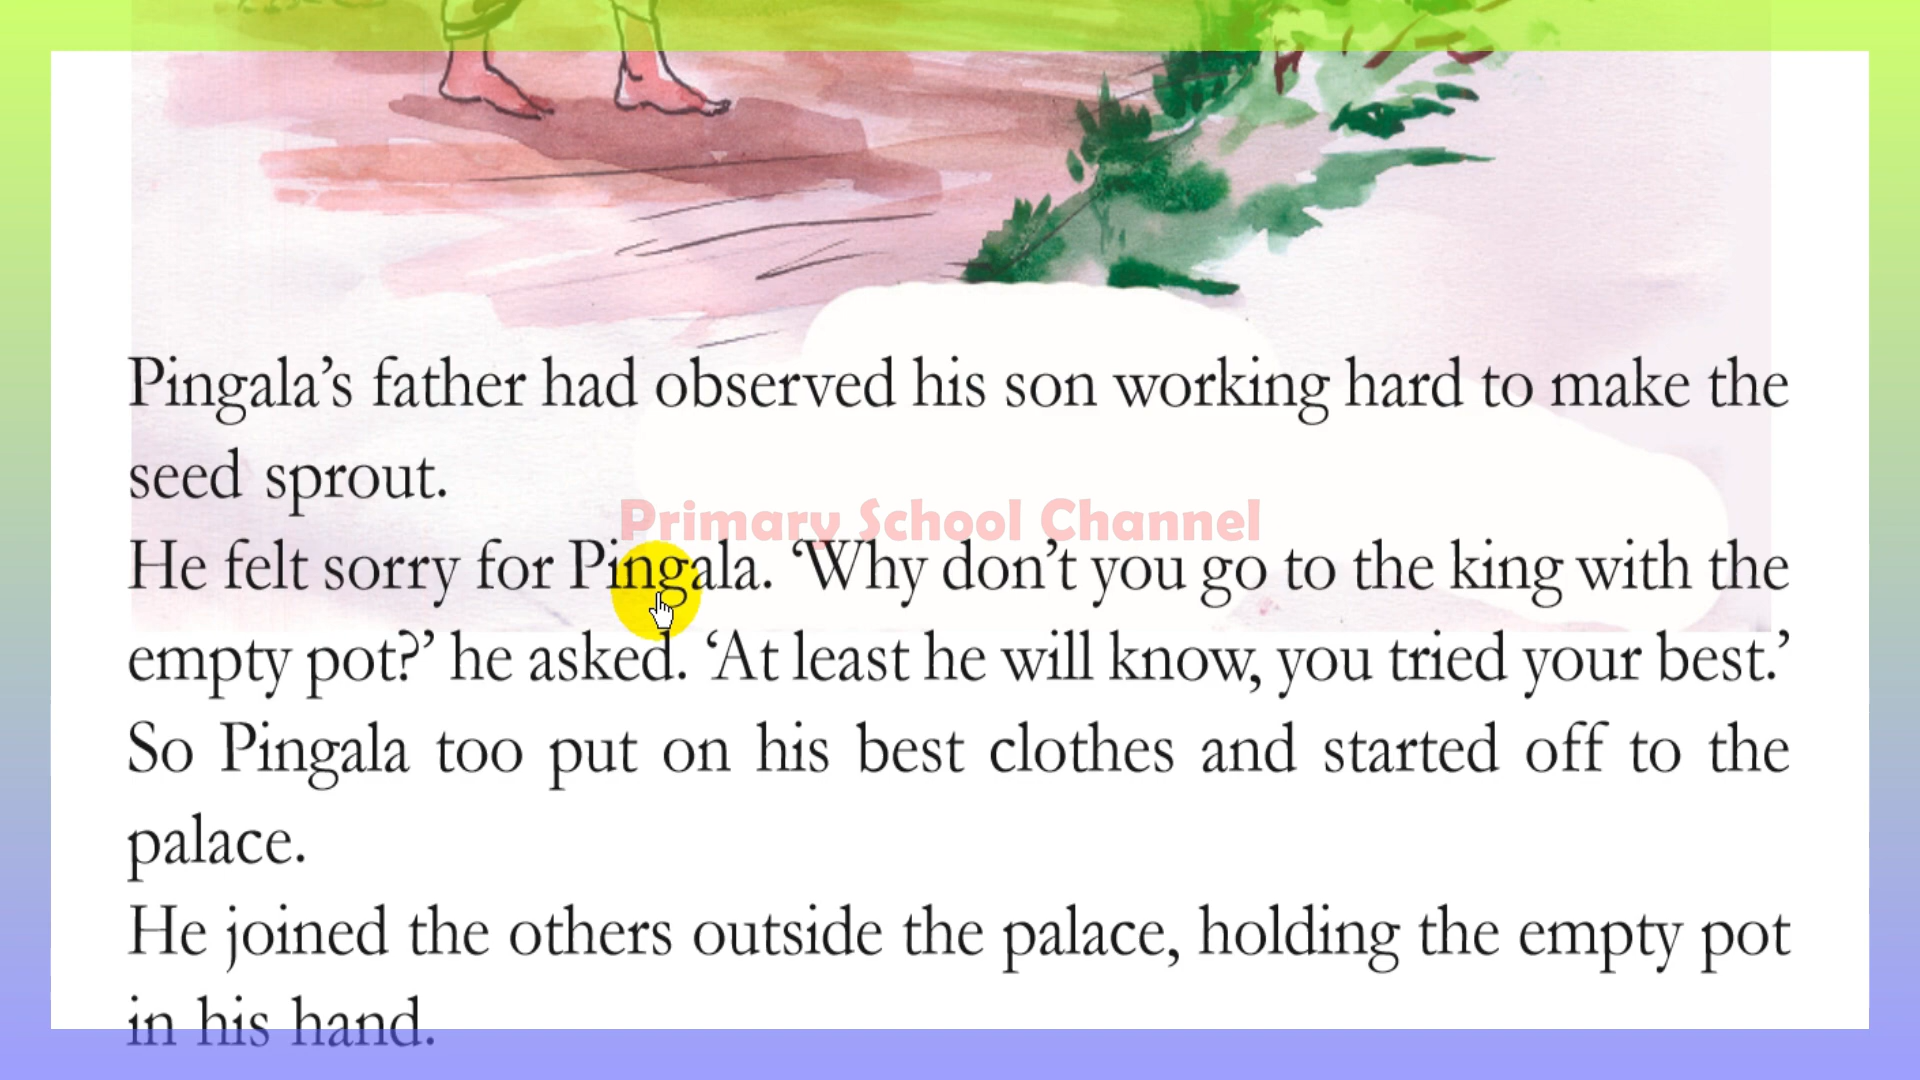 Pingala’s father had observed his son working hard to make the
seed sprout.
Primary School Channel
He felt sorry for Pingala. ‘Why don’t you go to the king with the
empty pot?’ he asked. ‘At least he will know, you tried your best.’
So Pingala too put on his best clothes and started off to the
palace.
He joined the others outside the palace, holding the empty pot
in his hand.